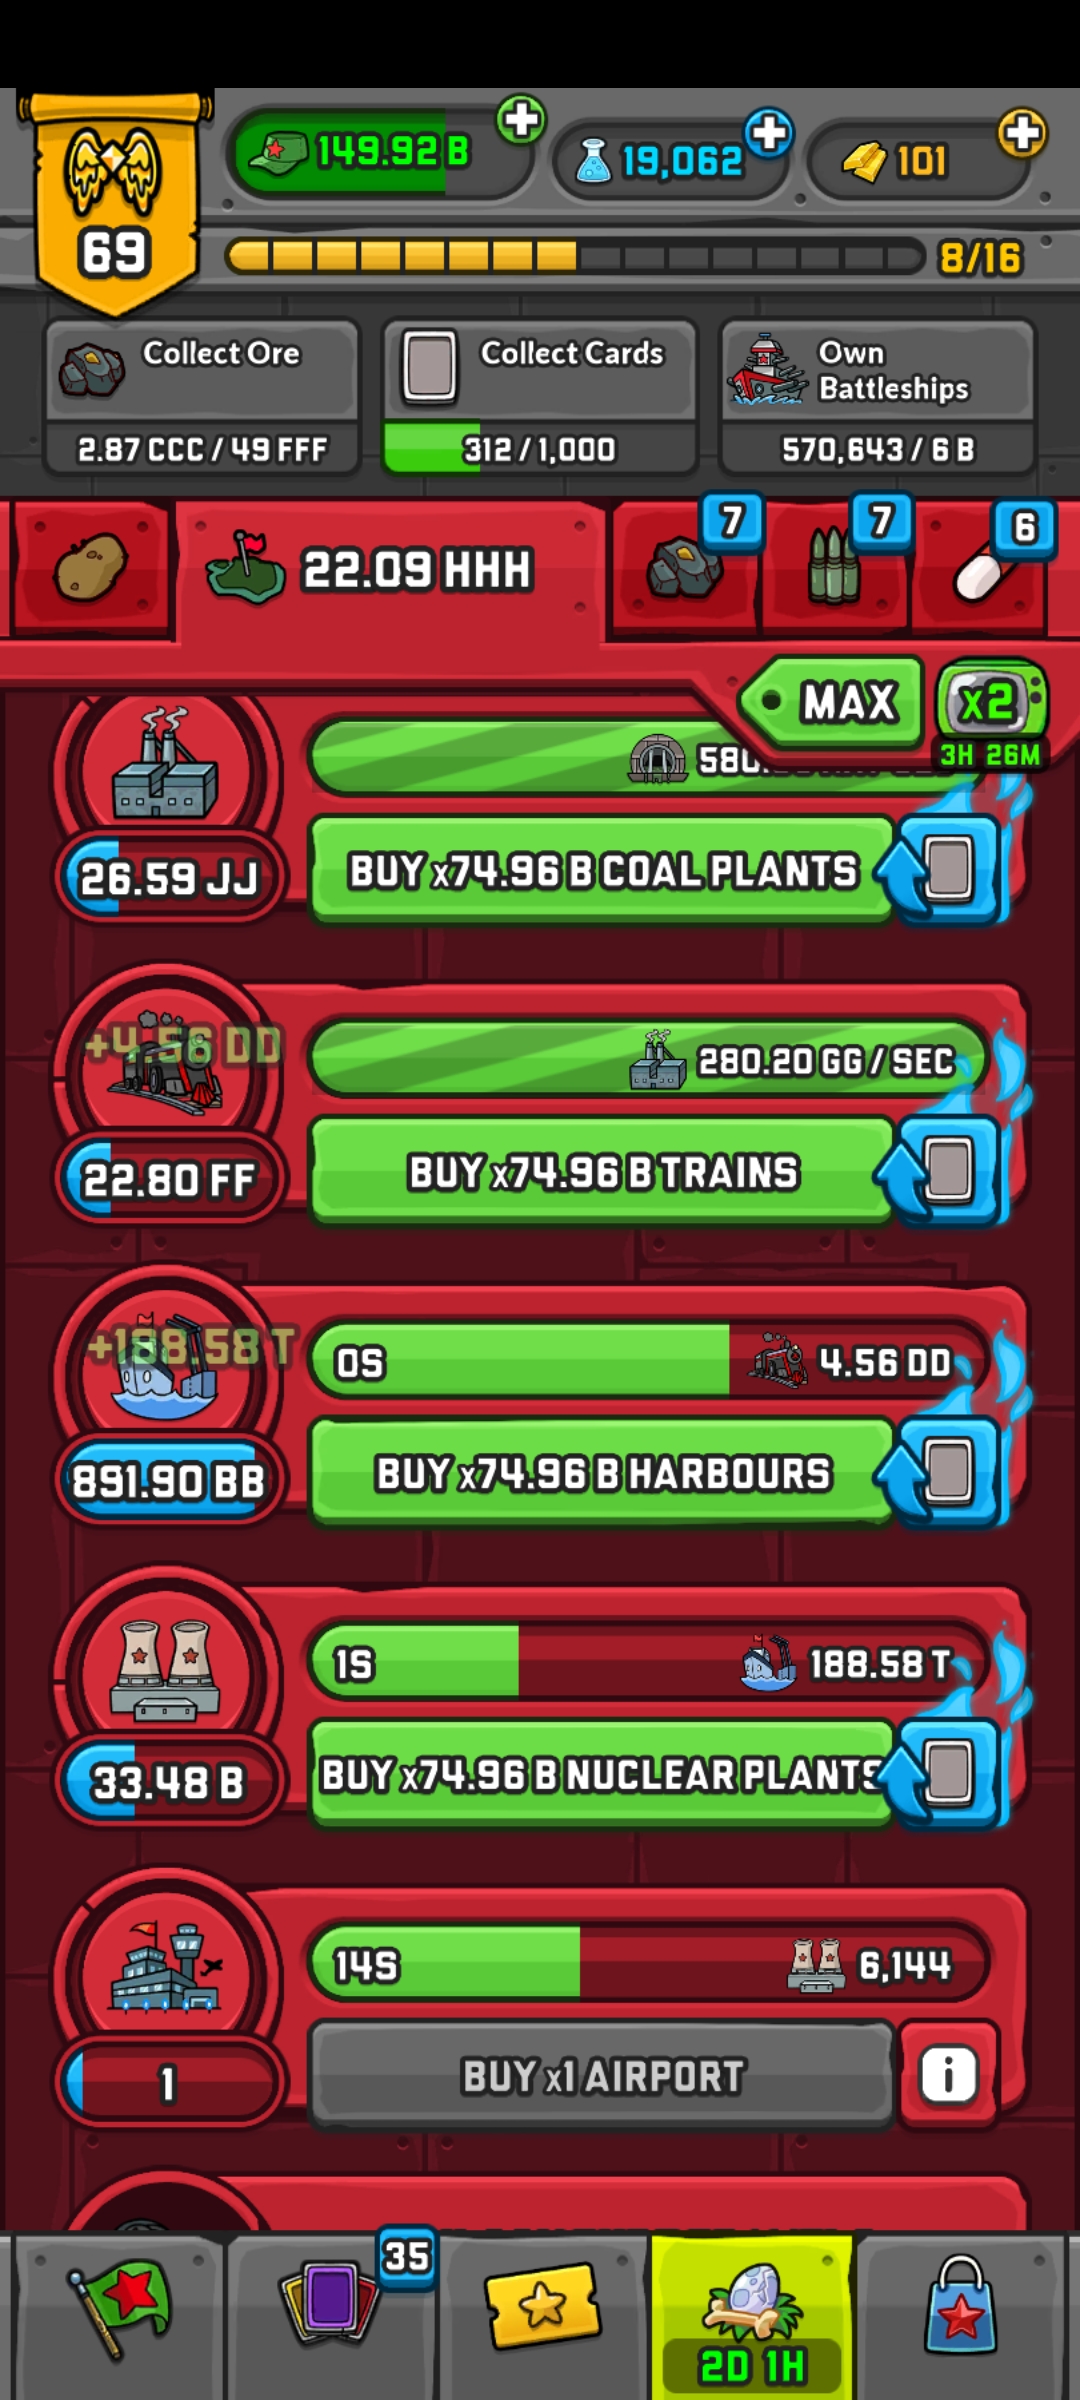 69
149.92 B
19,062
101
8/16
Collect Ore
2.87 CCC / 49 FFF
Collect Cards
312 / 1,000
Own
Battleships
570,643 / 6 B
22.09 HHH
7
7
6
MAX
x2
3H 26M
26.59 JJ
BUY x74.96 B COAL PLANTS
+4.56 DD
280.20 GG / SEC
22.80 FF
BUY x74.96 B TRAINS
+188.58 T
0S
4.56 DD
891.90 BB
BUY x74.96 B HARBOURS
1S
188.58 T
33.48 B
BUY x74.96 B NUCLEAR PLANTS
14S
6,144
1
BUY x1 AIRPORT
i
35
2D 1H